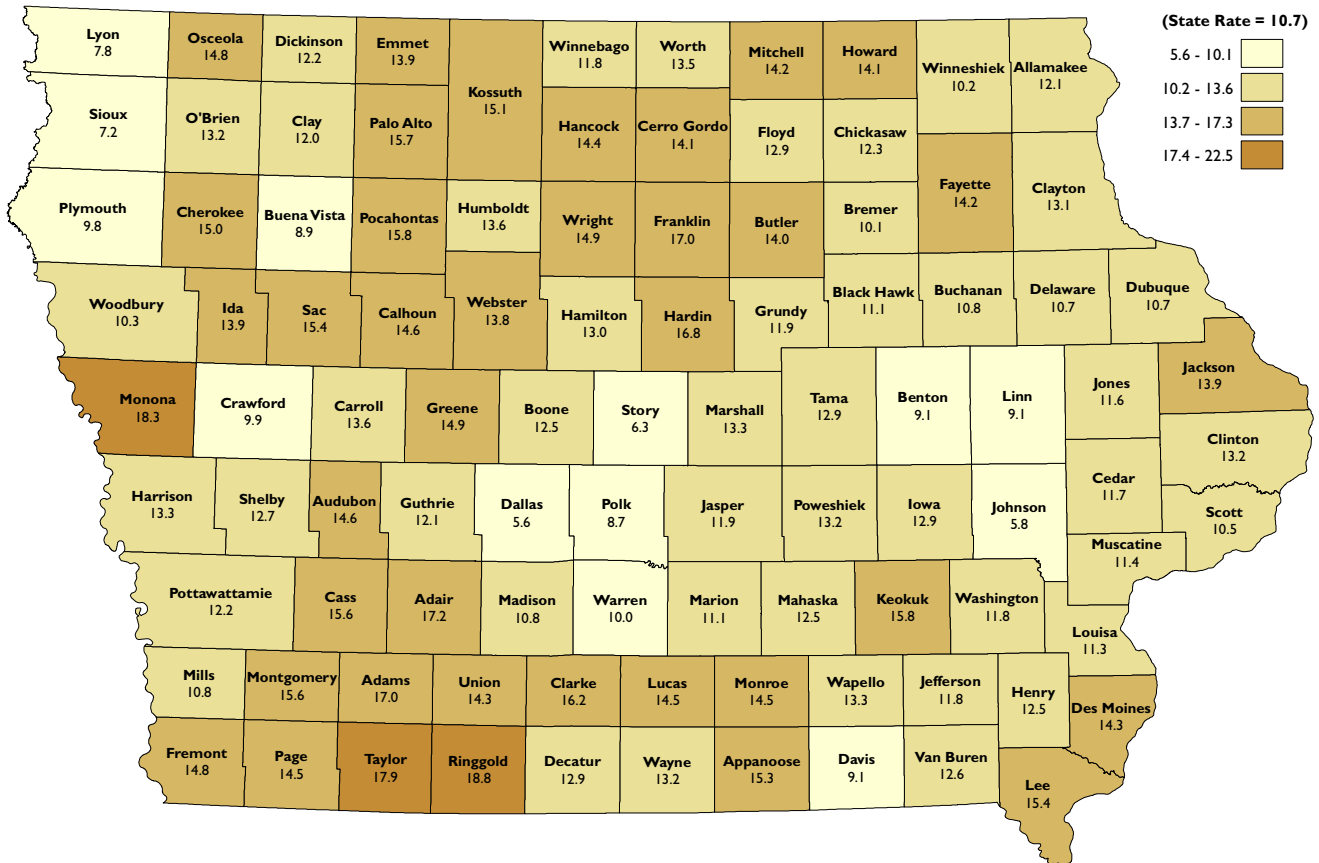 (State Rate = 10.7)
5.6 - 10.1
10.2 - 13.6
13.7 - 17.3
17.4 - 22.5
Lyon
7.8
Osceola
14.8
Dickinson
12.2
Emmet
13.9
Kossuth
15.1
Winnebago
11.8
Worth
13.5
Mitchell
14.2
Howard
14.1
Winneshiek
10.2
Allamakee
12.1
Sioux
7.2
O'Brien
13.2
Clay
12.0
Palo Alto
15.7
Hancock
14.4
Cerro Gordo
14.1
Floyd
12.9
Chickasaw
12.3
Plymouth
9.8
Cherokee
15.0
Buena Vista
8.9
Pocahontas
15.8
Humboldt
13.6
Wright
14.9
Franklin
17.0
Butler
14.0
Bremer
10.1
Fayette
14.2
Clayton
13.1
Woodbury
10.3
Ida
13.9
Sac
15.4
Calhoun
14.6
Webster
13.8
Hamilton
13.0
Hardin
16.8
Grundy
11.9
Black Hawk
11.1
Buchanan
10.8
Delaware
10.7
Dubuque
10.7
Monona
18.3
Crawford
9.9
Carroll
13.6
Greene
14.9
Boone
12.5
Story
6.3
Marshall
13.3
Tama
12.9
Benton
9.1
Linn
9.1
Jones
11.6
Jackson
13.9
Clinton
13.2
Harrison
13.3
Shelby
12.7
Audubon
14.6
Guthrie
12.1
Dallas
5.6
Polk
8.7
Jasper
11.9
Poweshiek
13.2
Iowa
12.9
Johnson
5.8
Cedar
11.7
Scott
10.5
Muscatine
11.4
Pottawattamie
12.2
Cass
15.6
Adair
17.2
Madison
10.8
Warren
10.0
Marion
11.1
Mahaska
12.5
Keokuk
15.8
Washington
11.8
Louisa
11.3
Mills
10.8
Montgomery
15.6
Adams
17.0
Union
14.3
Clarke
16.2
Lucas
14.5
Monroe
14.5
Wapello
13.3
Jefferson
11.8
Henry
12.5
Des Moines
14.3
Fremont
14.8
Page
14.5
Taylor
17.9
Ringgold
18.8
Decatur
12.9
Wayne
13.2
Appanoose
15.3
Davis
9.1
Van Buren
12.6
Lee
15.4